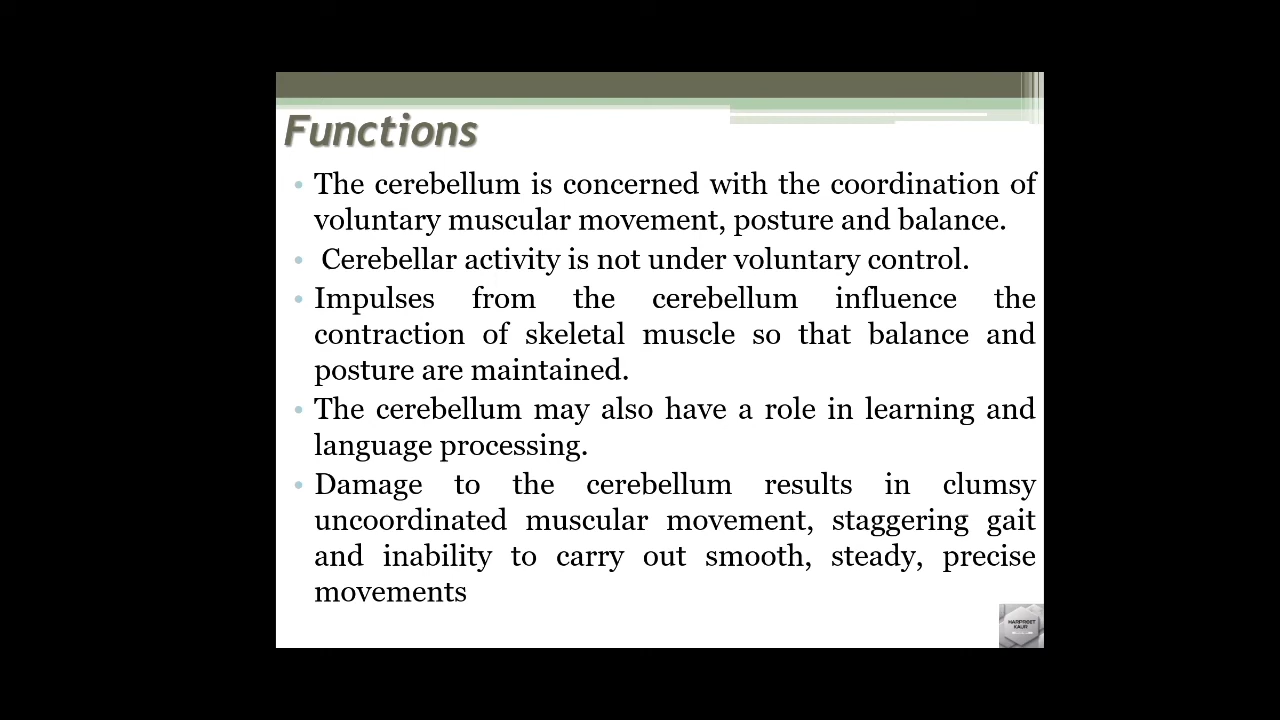 Functions
• The cerebellum is concerned with the coordination of
voluntary muscular movement, posture and balance.
• Cerebellar activity is not under voluntary control.
• Impulses from the cerebellum influence the
contraction of skeletal muscle so that balance and
posture are maintained.
• The cerebellum may also have a role in learning and
language processing.
• Damage to the cerebellum results in clumsy
uncoordinated muscular movement, staggering gait
and inability to carry out smooth, steady, precise
movements
HARPREET
KAUR